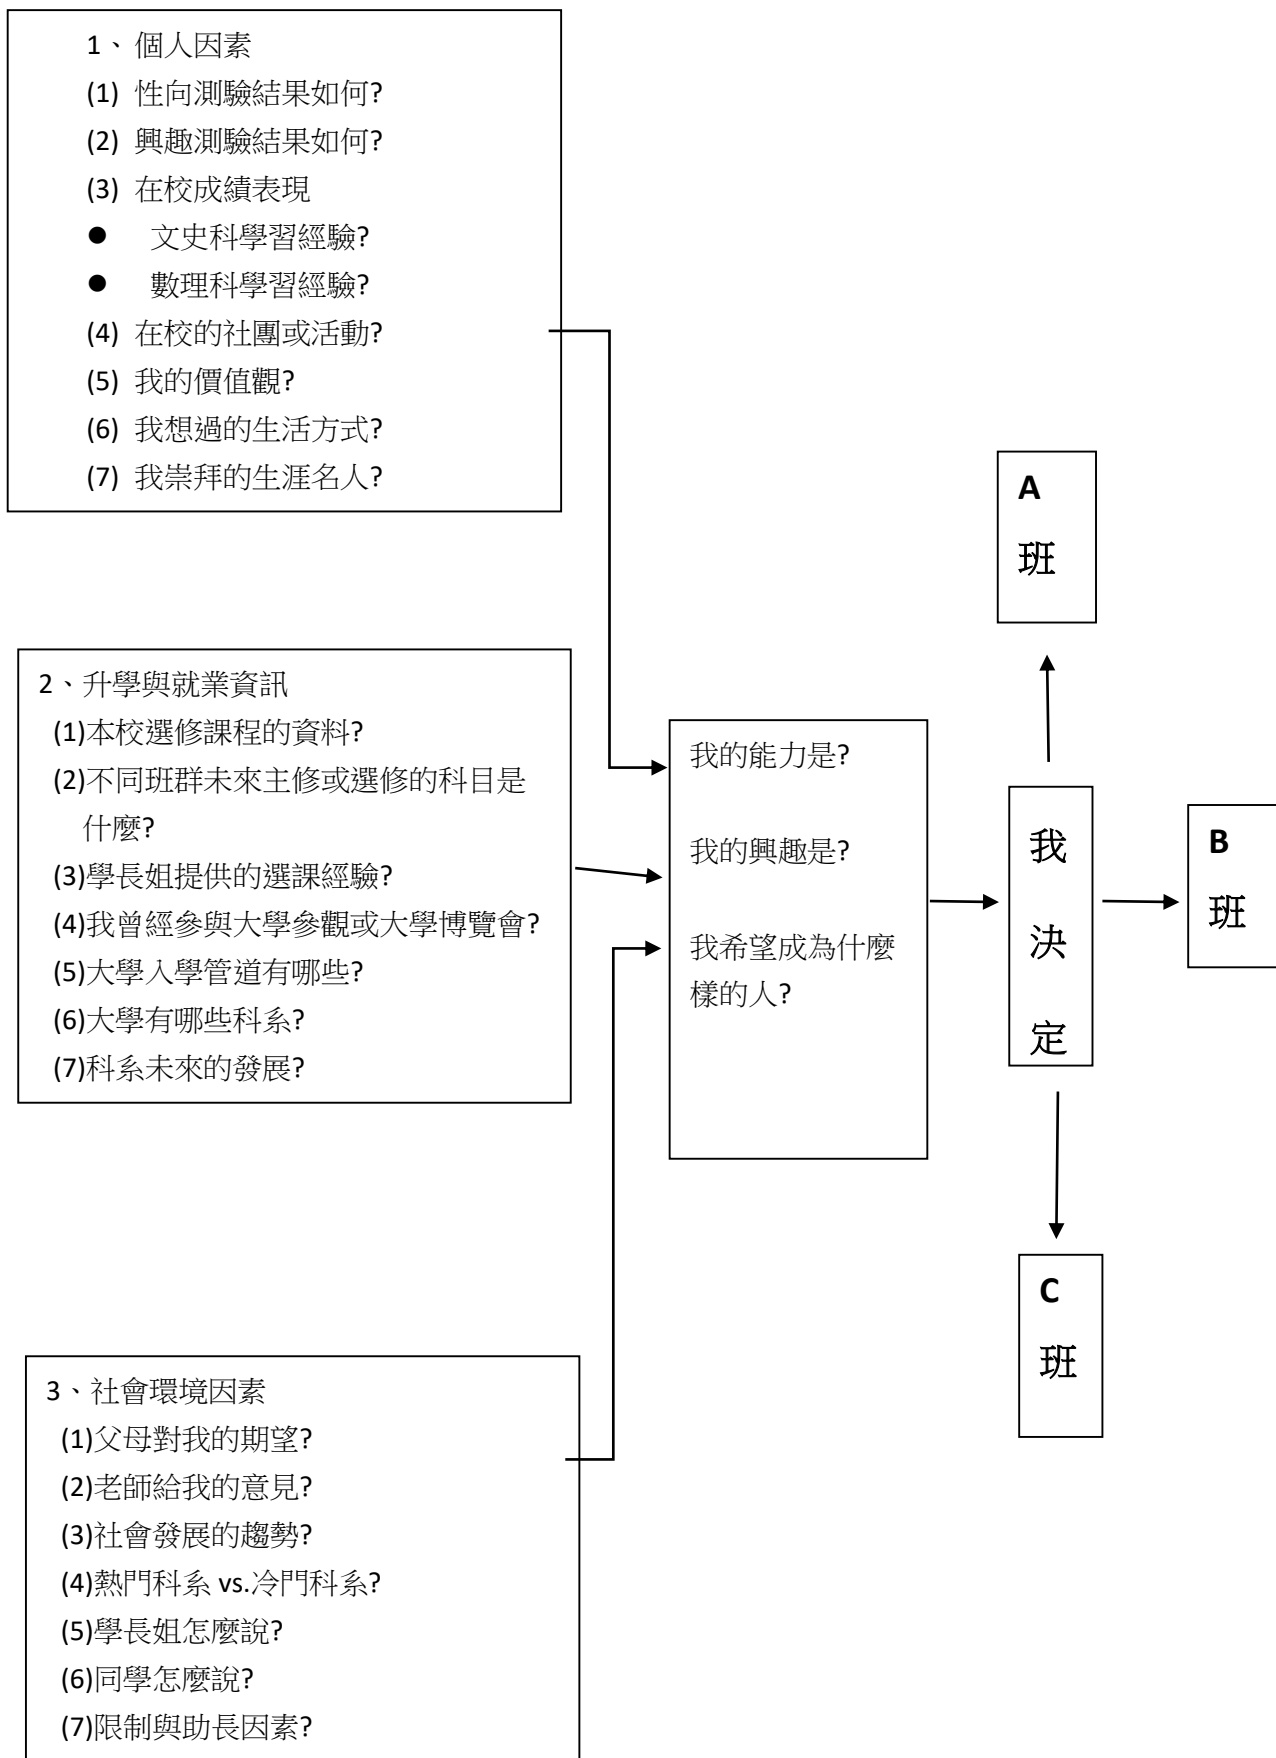 1、 個人因素
(1) 性向測驗結果如何?
(2) 興趣測驗結果如何?
(3) 在校成績表現
● 文史科學習經驗?
● 數理科學習經驗?
(4) 在校的社團或活動?
(5) 我的價值觀?
(6) 我想過的生活方式?
(7) 我崇拜的生涯名人?
2、升學與就業資訊
(1)本校選修課程的資料?
(2)不同班群未來主修或選修的科目是
什麼?
(3)學長姐提供的選課經驗?
(4)我曾經參與大學參觀或大學博覽會?
(5)大學入學管道有哪些?
(6)大學有哪些科系?
(7)科系未來的發展?
3、社會環境因素
(1)父母對我的期望?
(2)老師給我的意見?
(3)社會發展的趨勢?
(4)熱門科系 vs.冷門科系?
(5)學長姐怎麼說?
(6)同學怎麼說?
(7)限制與助長因素?
我的能力是?
我的興趣是?
我希望成為什麼
樣的人?
我
決
定
A
班
B
班
C
班